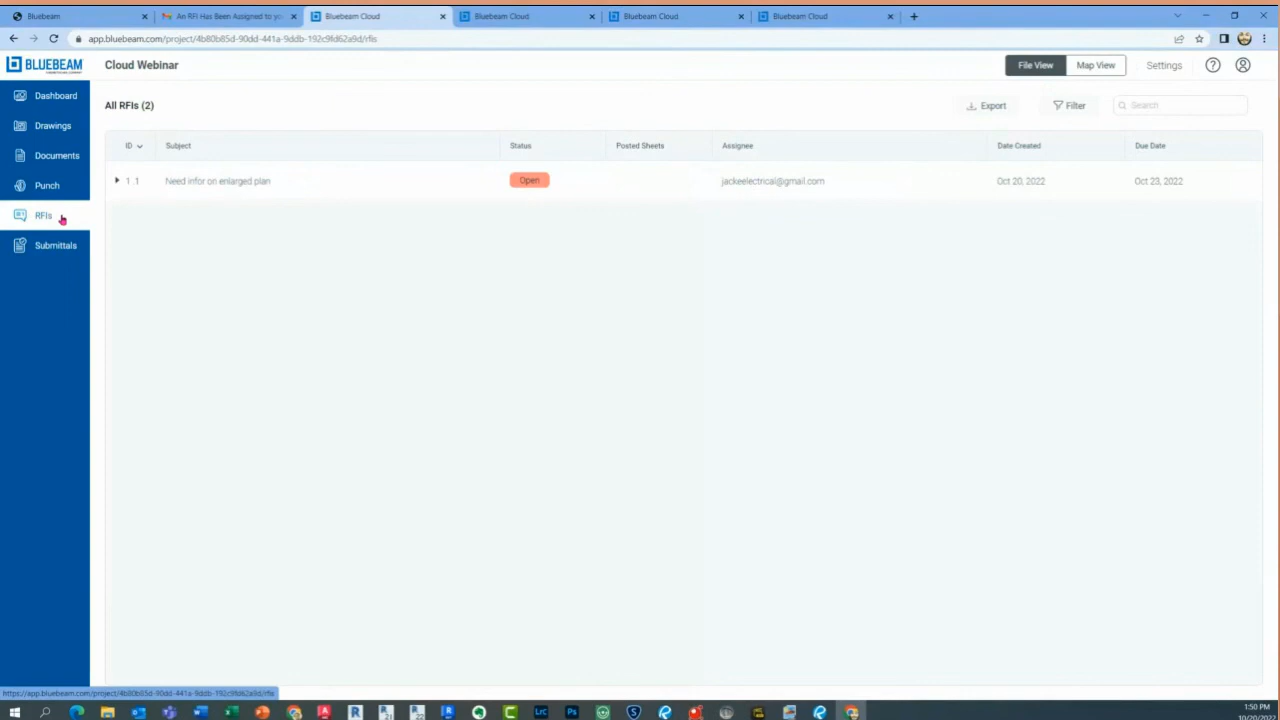 Bluebeam
An RFI Has Been Assigned to yo
Bluebeam Cloud
Bluebeam Cloud
Bluebeam Cloud
Bluebeam Cloud
app.bluebeam.com/project/4b80b85d-90dd-441a-9ddb-192c9fd62a9d/rfis
BLUEBEAM
Cloud Webinar
File View
Map View
Settings
Dashboard
Drawings
Documents
Punch
RFIs
Submittals
All RFIs (2)
Export
Filter
Search
ID
Subject
Status
Posted Sheets
Assignee
Date Created
Due Date
1.1
Need infor on enlarged plan
Open
jackeelectrical@gmail.com
Oct 20, 2022
Oct 23, 2022
https://app.bluebeam.com/project/4b80b85d-90dd-441a-9ddb-192c9fd62a9d/rfis
1:50 PM
10/20/202